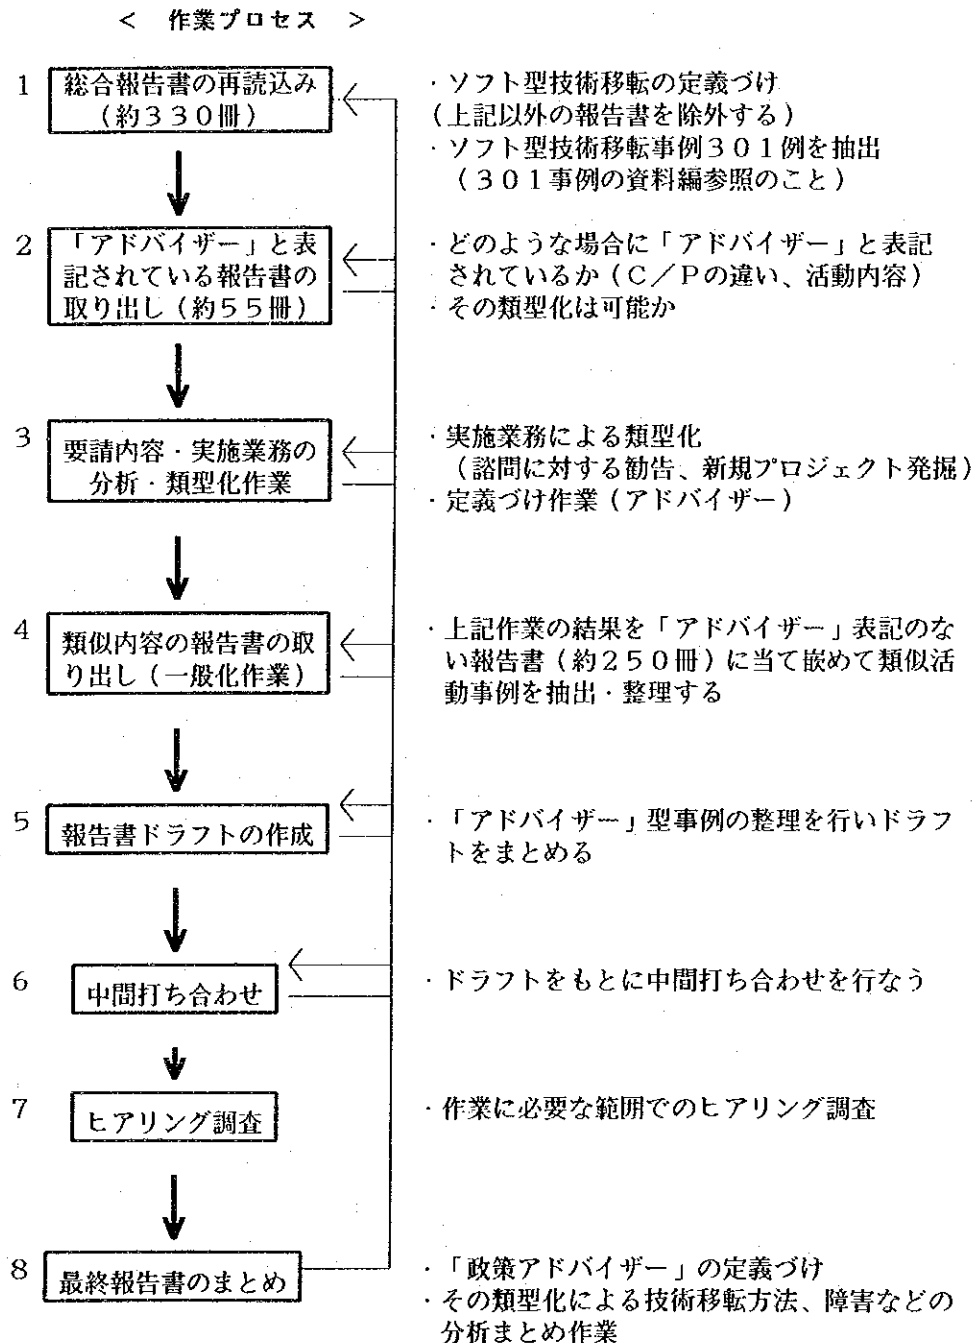 ＜　作業プロセス　＞
1
総合報告書の再読込み
（約３３０冊）
・ソフト型技術移転の定義づけ
（上記以外の報告書を除外する）
・ソフト型技術移転事例３０１例を抽出
（３０１事例の資料編参照のこと）
2
「アドバイザー」と表
記されている報告書の
取り出し（約５５冊）
・どのような場合に「アドバイザー」と表記
されているか（Ｃ／Ｐの違い、活動内容）
・その類型化は可能か
3
要請内容・実施業務の
分析・類型化作業
・実施業務による類型化
（諮問に対する勧告、新規プロジェクト発掘）
・定義づけ作業（アドバイザー）
4
類似内容の報告書の取
り出し（一般化作業）
・上記作業の結果を「アドバイザー」表記のな
い報告書（約２５０冊）に当て嵌めて類似活
動事例を抽出・整理する
5
報告書ドラフトの作成
・「アドバイザー」型事例の整理を行いドラフ
トをまとめる
6
中間打ち合わせ
・ドラフトをもとに中間打ち合わせを行なう
7
ヒアリング調査
・作業に必要な範囲でのヒアリング調査
8
最終報告書のまとめ
・「政策アドバイザー」の定義づけ
・その類型化による技術移転方法、障害などの
分析まとめ作業